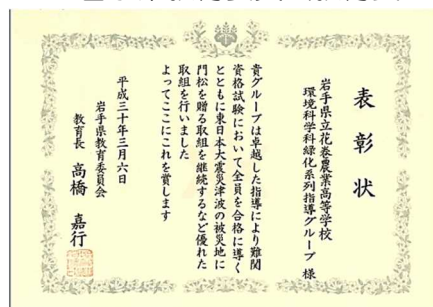 表彰状
岩手県立花巻農業高等学校
環境科学科緑化系列指導グループ 様
貴グループは卓越した指導により難関
資格試験において全員を合格に導く
とともに東日本大震災津波の被災地に
門松を贈る取組を継続するなど優れた
取組を行いました
よってここにこれを賞します
平成三十年三月六日
岩手県教育委員会
教育長 高橋 嘉行